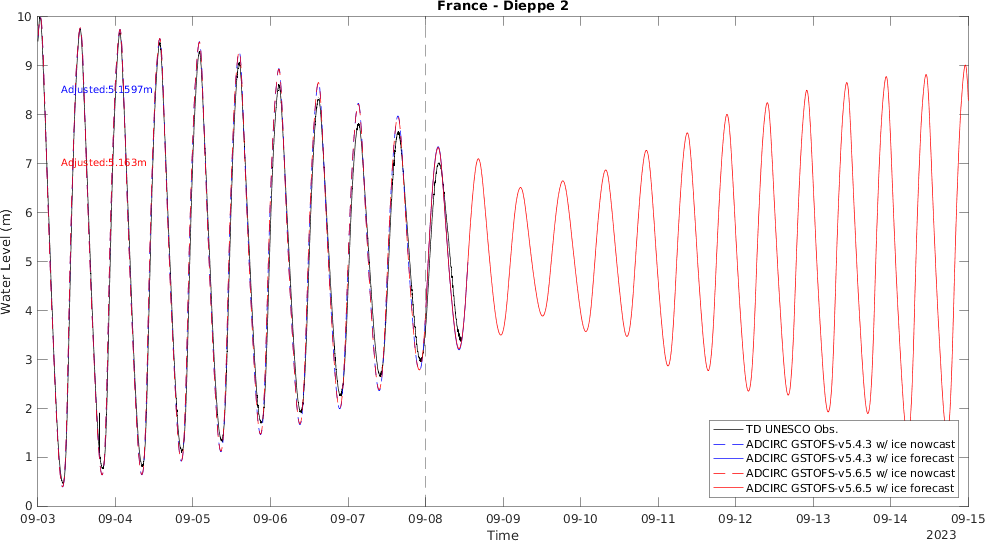 France - Dieppe 2
Water Level (m)
10
9
8
7
6
5
4
3
2
1
0
Adjusted:5.1597m
Adjusted:5.163m
TD UNESCO Obs.
ADCIRC GSTOFS-v5.4.3 w/ ice nowcast
ADCIRC GSTOFS-v5.4.3 w/ ice forecast
ADCIRC GSTOFS-v5.6.5 w/ ice nowcast
ADCIRC GSTOFS-v5.6.5 w/ ice forecast
09-03 09-04 09-05 09-06 09-07 09-08 09-09 09-10 09-11 09-12 09-13 09-14 09-15
Time
2023